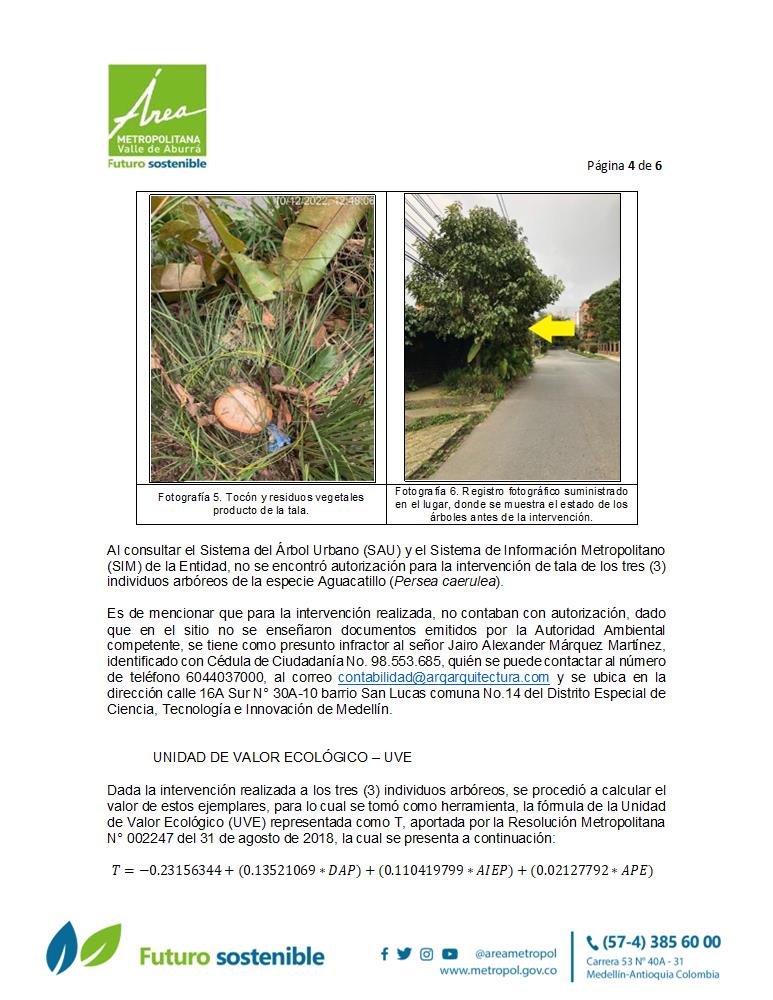 Área
METROPOLITANA
Valle de Aburrá
Futuro sostenible
Página 4 de 6
10/12/2022, 12:48:06
Fotografía 5. Tocón y residuos vegetales
producto de la tala.
Fotografía 6. Registro fotográfico suministrado
en el lugar, donde se muestra el estado de los
árboles antes de la intervención.
Al consultar el Sistema del Árbol Urbano (SAU) y el Sistema de Información Metropolitano
(SIM) de la Entidad, no se encontró autorización para la intervención de tala de los tres (3)
individuos arbóreos de la especie Aguacatillo (Persea caerulea).
Es de mencionar que para la intervención realizada, no contaban con autorización, dado
que en el sitio no se enseñaron documentos emitidos por la Autoridad Ambiental
competente, se tiene como presunto infractor al señor Jairo Alexander Márquez Martínez,
identificado con Cédula de Ciudadanía No. 98.553.685, quién se puede contactar al número
de teléfono 6044037000, al correo contabilidad@arqarquitectura.com y se ubica en la
dirección calle 16A Sur N° 30A-10 barrio San Lucas comuna No.14 del Distrito Especial de
Ciencia, Tecnología e Innovación de Medellín.
UNIDAD DE VALOR ECOLÓGICO – UVE
Dada la intervención realizada a los tres (3) individuos arbóreos, se procedió a calcular el
valor de estos ejemplares, para lo cual se tomó como herramienta, la fórmula de la Unidad
de Valor Ecológico (UVE) representada como T, aportada por la Resolución Metropolitana
N° 002247 del 31 de agosto de 2018, la cual se presenta a continuación:
T = −0.23156344 + (0.13521069 ∗ DAP) + (0.110419799 ∗ AIEP) + (0.02127792 ∗ APE)
Futuro sostenible
@areametropol
www.metropol.gov.co
(57-4) 385 60 00
Carrera 53 N° 40A - 31
Medellín-Antioquia Colombia